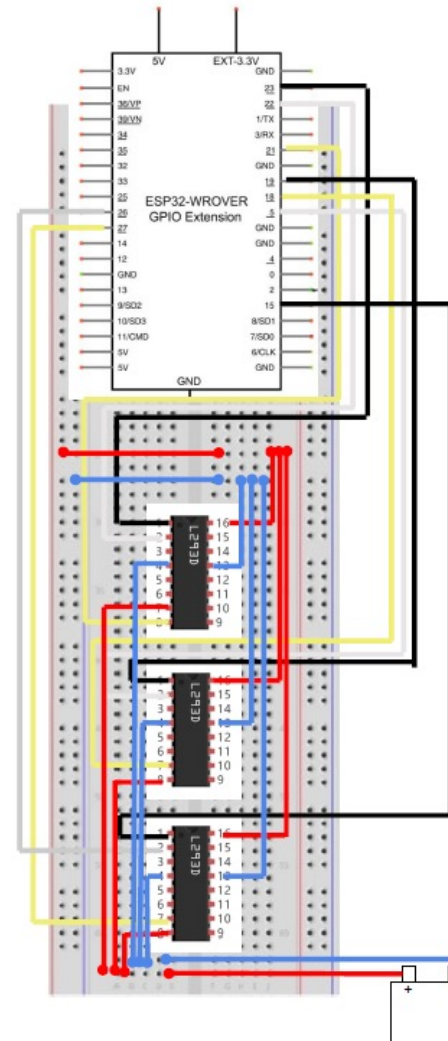 5V EXT-3.3V
3.3V GND
EN 23
36/VP 22
39/VN 1/TX
34 3/RX
35 21
32 GND
33 19
25 18
26 5
27 GND
14 GND
12 4
GND 0
13 2
9/SD2 15
10/SD3 8/SD1
11/CMD 7/SD0
5V 6/CLK
5V GND
ESP32-WROVER
GPIO Extension
GND
1 16
2 15
3 14
4 13
5 12
6 11
7 10
8 9
L293D
1 16
2 15
3 14
4 13
5 12
6 11
7 10
8 9
L293D
1 16
2 15
3 14
4 13
5 12
6 11
7 10
8 9
L293D
+